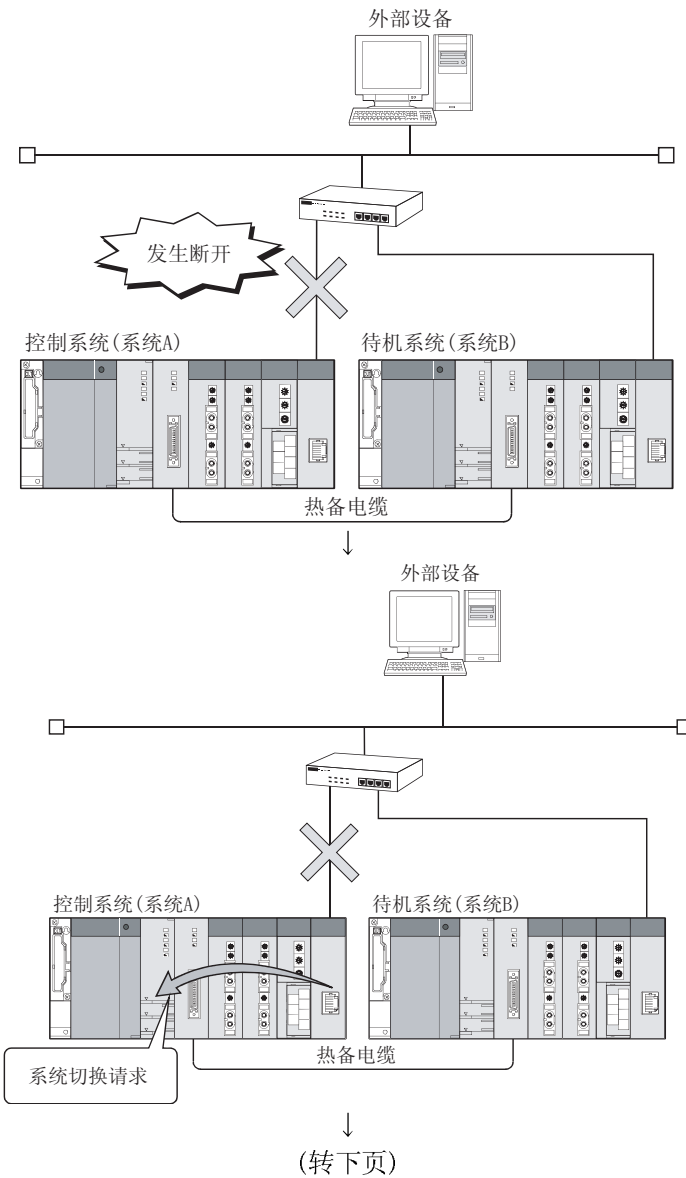 外部设备
发生断开
控制系统(系统A)
待机系统(系统B)
热备电缆
↓
外部设备
控制系统(系统A)
待机系统(系统B)
热备电缆
系统切换请求
↓
(转下页)